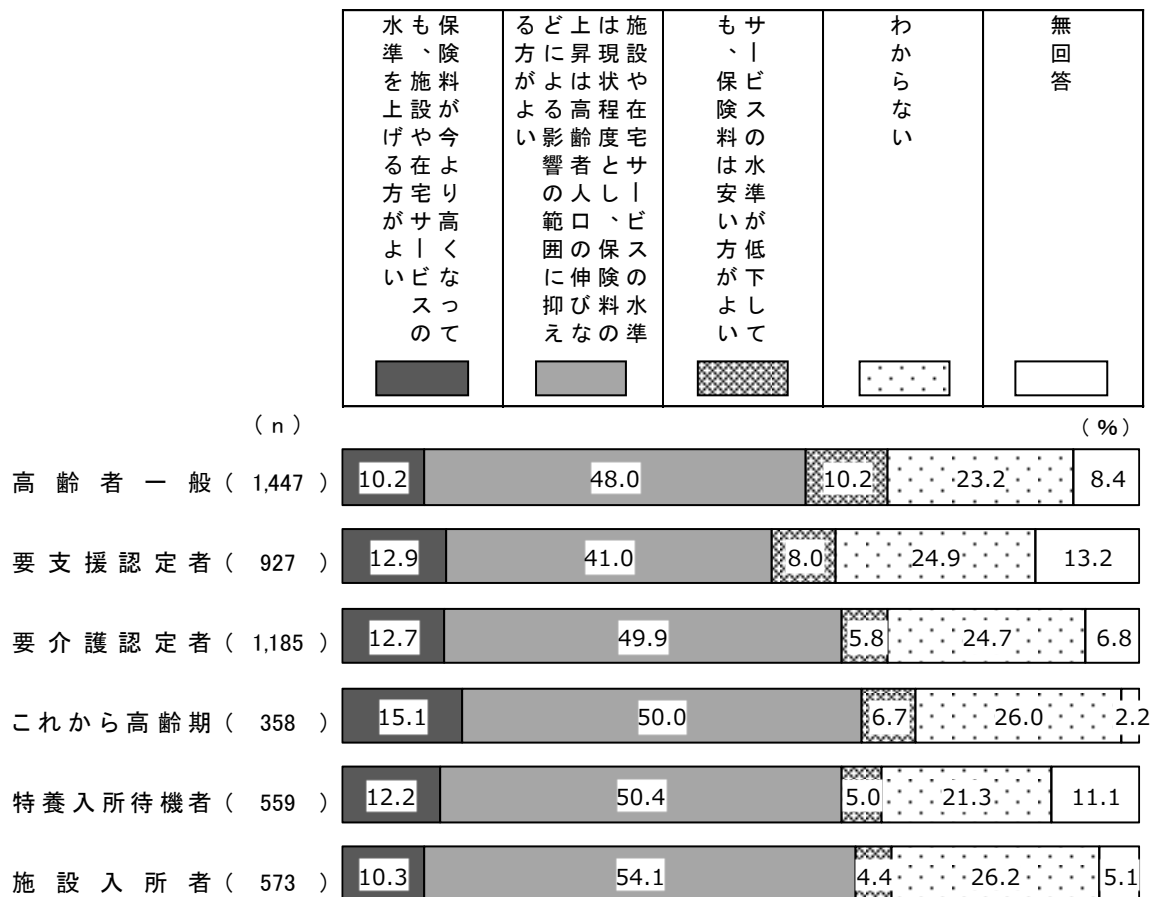 保険料が今より高くなって
も、施設や在宅サービスの
水準を上げる方がよい
施設や在宅サービスの水準
は現状程度とし、保険料の
上昇は高齢者人口の伸びな
どによる影響の範囲に抑え
る方がよい
サービスの水準が低下して
も、保険料は安い方がよい
わからない
無回答
(n) (%)
高齢者一般(1,447) 10.2 48.0 10.2 23.2 8.4
要支援認定者(927) 12.9 41.0 8.0 24.9 13.2
要介護認定者(1,185) 12.7 49.9 5.8 24.7 6.8
これから高齢期(358) 15.1 50.0 6.7 26.0 2.2
特養入所待機者(559) 12.2 50.4 5.0 21.3 11.1
施設入所者(573) 10.3 54.1 4.4 26.2 5.1